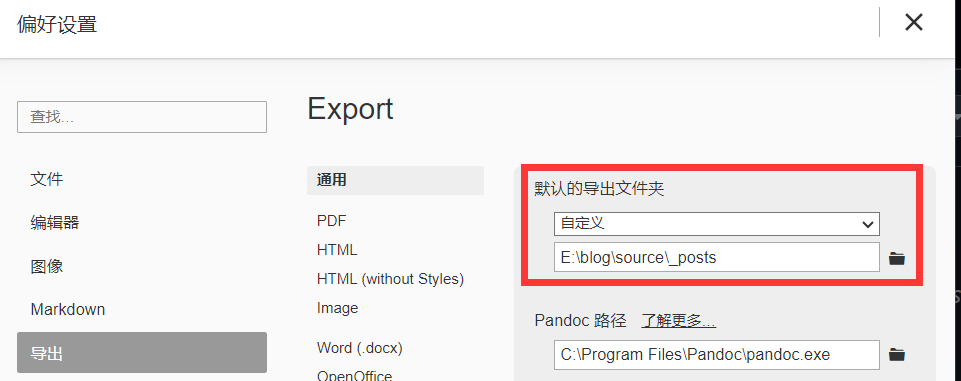 偏好设置
查找...
文件
编辑器
图像
Markdown
导出
Export
通用
PDF
HTML
HTML (without Styles)
Image
Word (.docx)
OpenOffice
默认的导出文件夹
自定义
E:\blog\source\_posts
Pandoc 路径 了解更多...
C:\Program Files\Pandoc\pandoc.exe